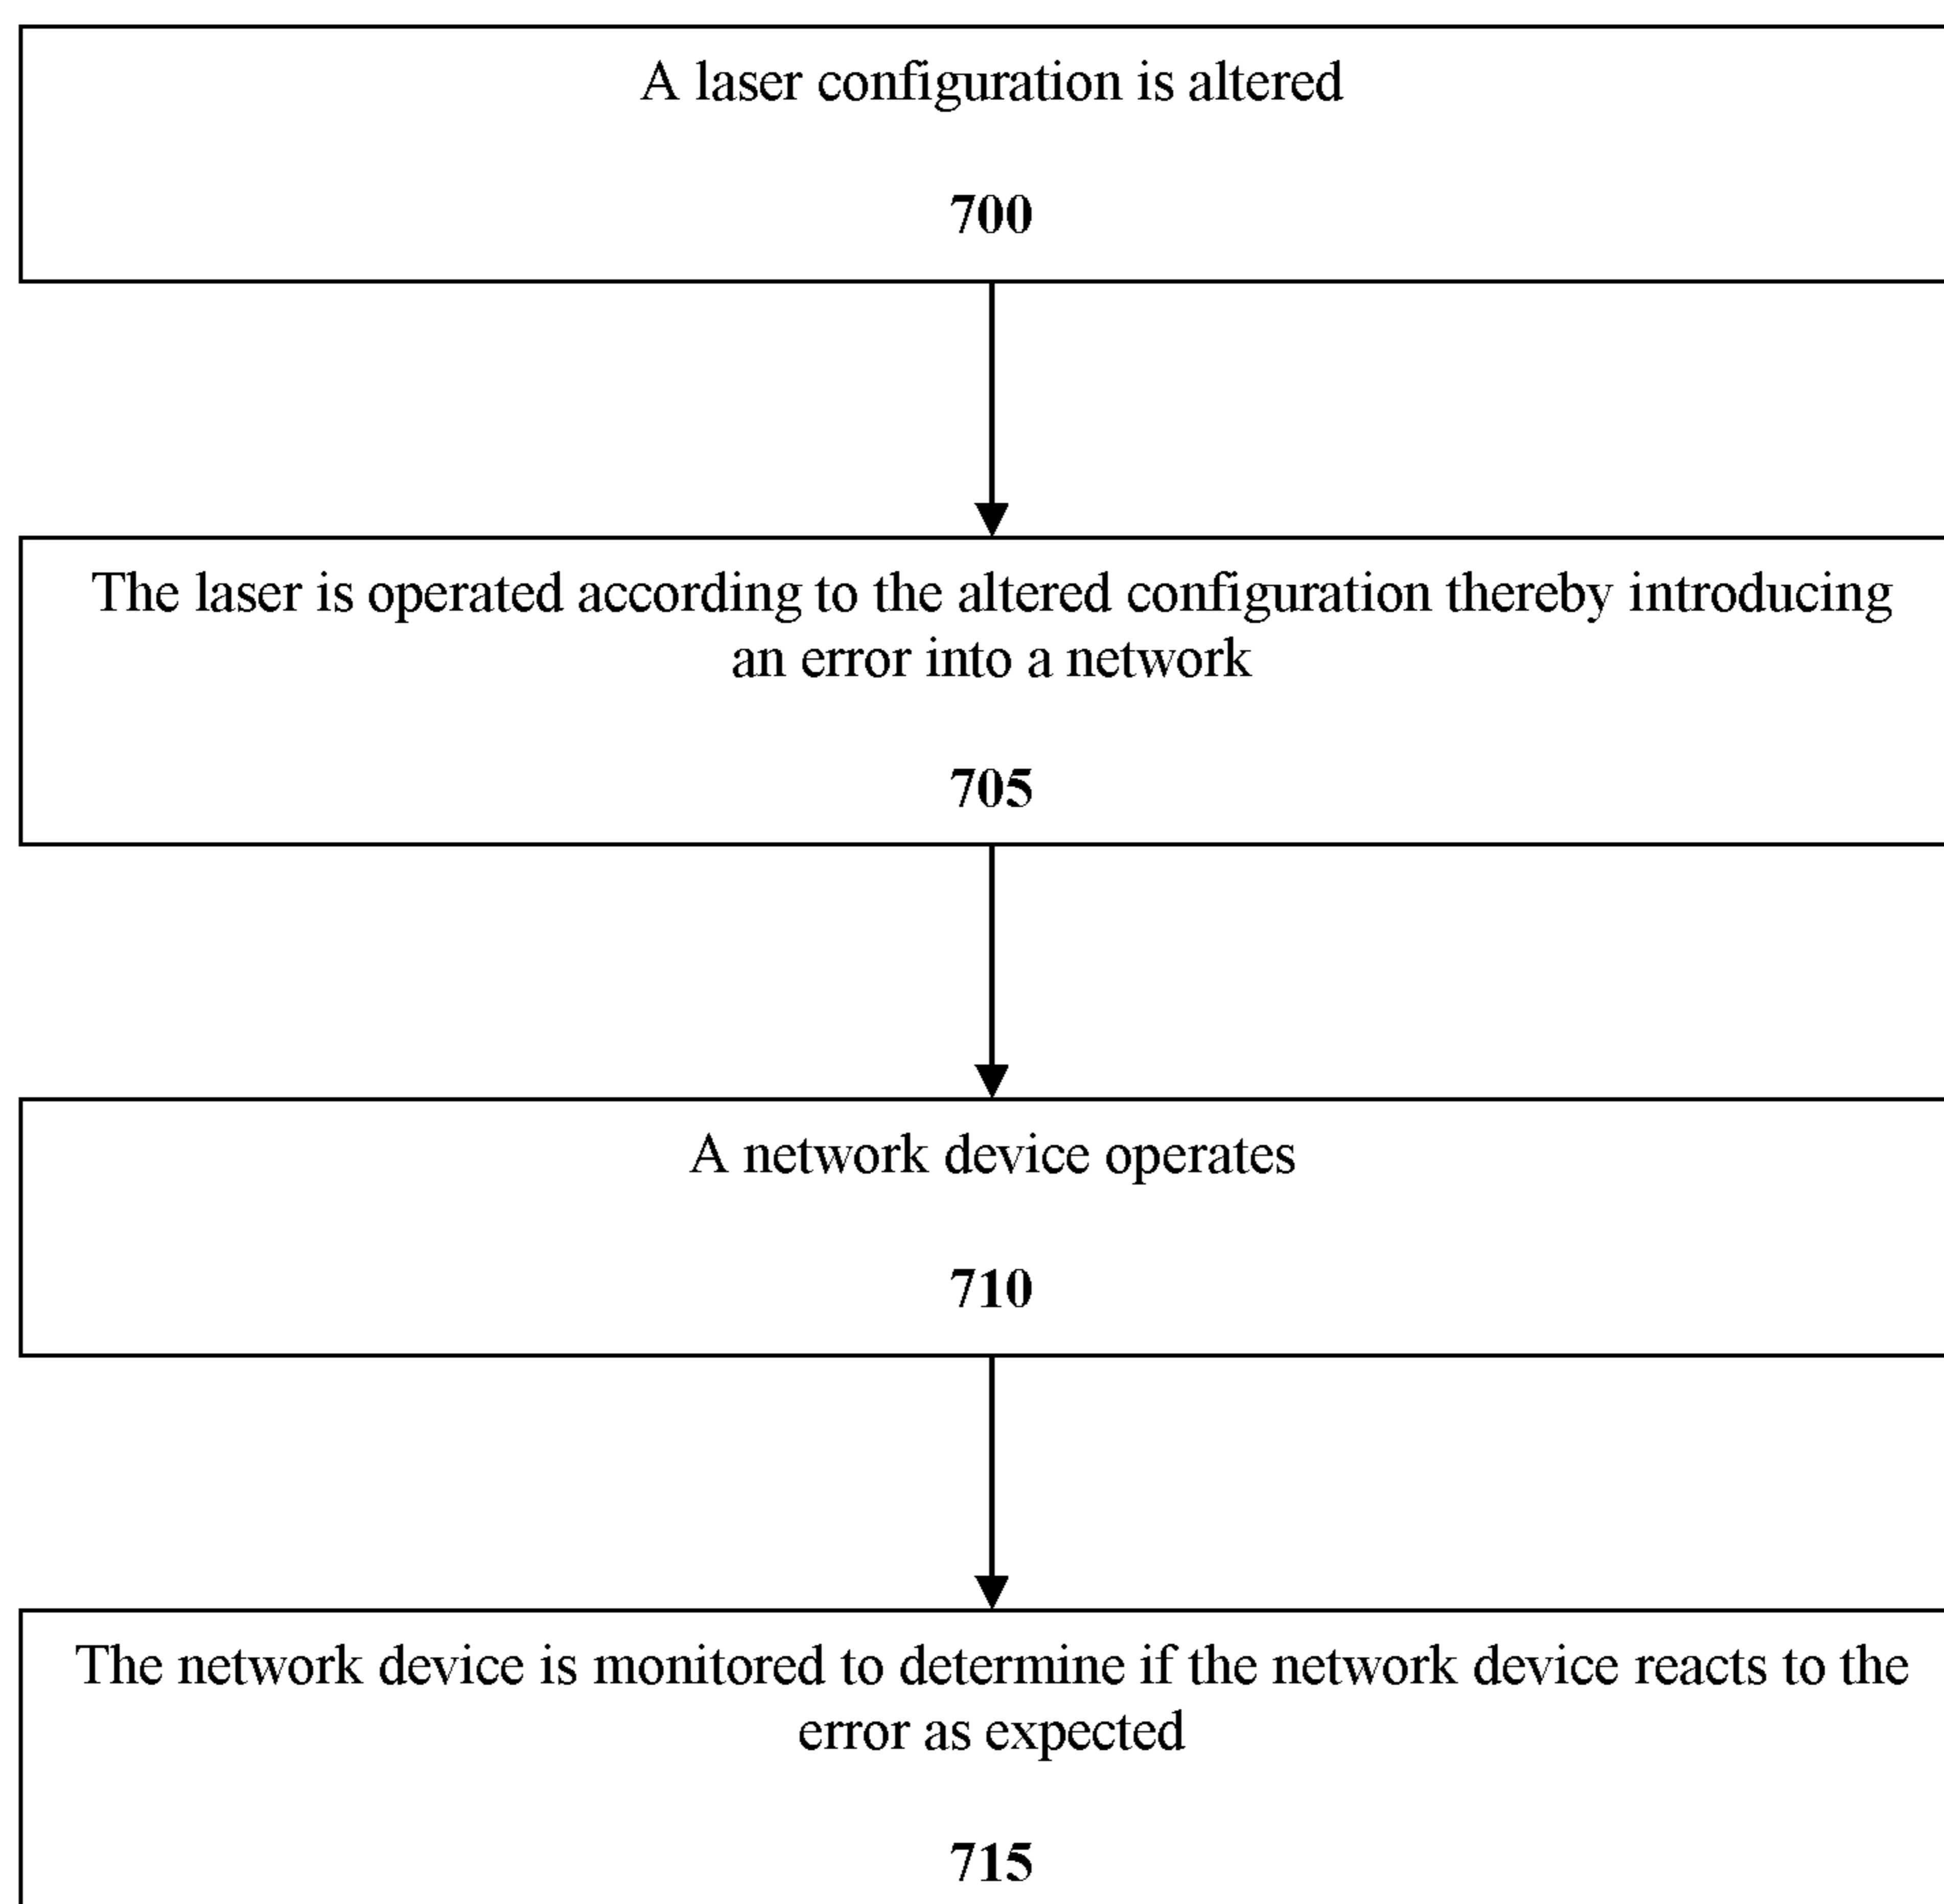 A laser configuration is altered
700
The laser is operated according to the altered configuration thereby introducing
an error into a network
705
A network device operates
710
The network device is monitored to determine if the network device reacts to the
error as expected
715